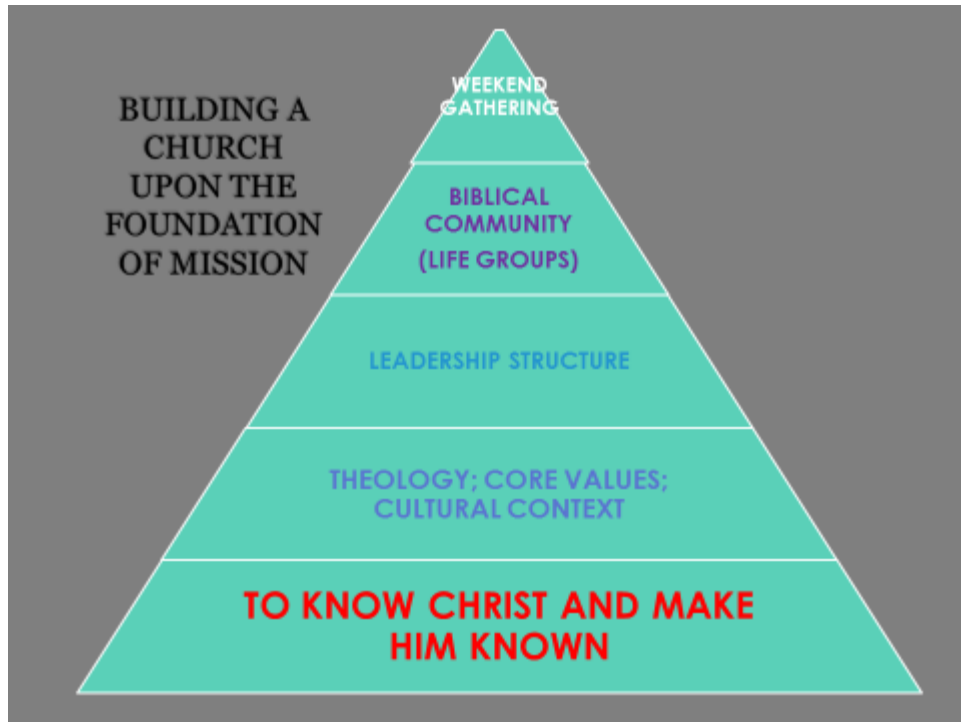 BUILDING A
CHURCH
UPON THE
FOUNDATION
OF MISSION
WEEKEND
GATHERING
BIBLICAL
COMMUNITY
(LIFE GROUPS)
LEADERSHIP STRUCTURE
THEOLOGY; CORE VALUES;
CULTURAL CONTEXT
TO KNOW CHRIST AND MAKE
HIM KNOWN